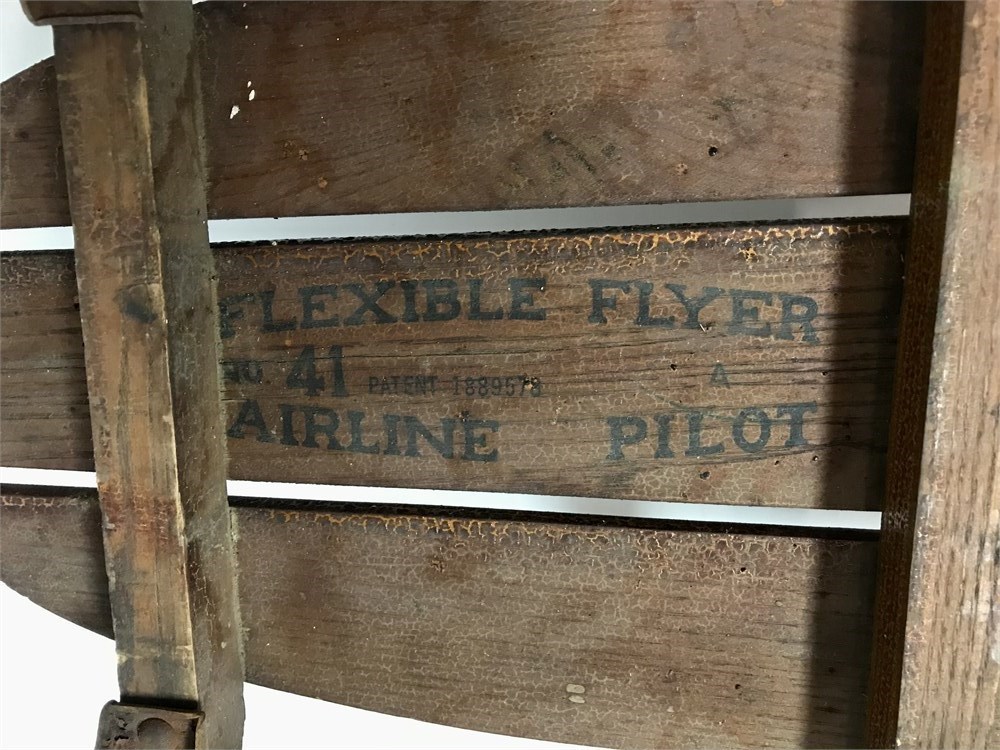 FLEXIBLE FLYER
No 41 PATENT 1889578 A
AIRLINE PILOT